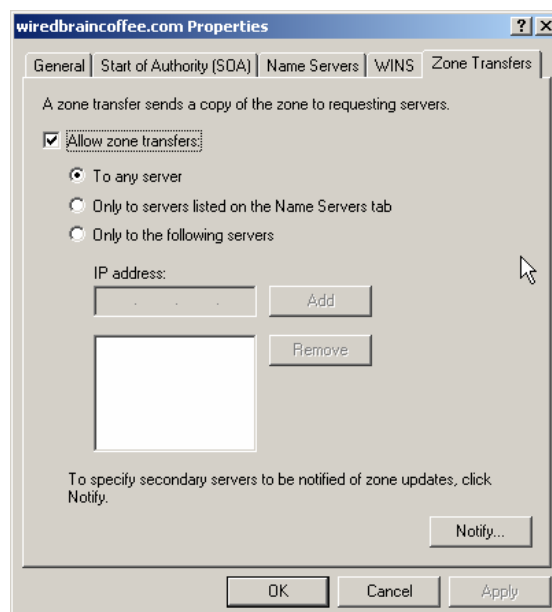 wiredbraincoffee.com Properties
General Start of Authority (SOA) Name Servers WINS Zone Transfers
A zone transfer sends a copy of the zone to requesting servers.
Allow zone transfers:
To any server
Only to servers listed on the Name Servers tab
Only to the following servers
IP address:
Add
Remove
To specify secondary servers to be notified of zone updates, click
Notify.
Notify...
OK Cancel Apply